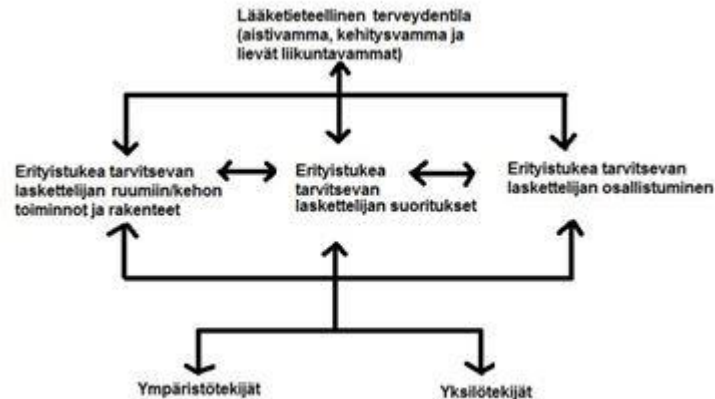 Lääketieteellinen terveydentila
(aistivamma, kehitysvamma ja
lievät liikuntavammat)
Erityistukea tarvitsevan
laskettelijan ruumiin/kehon
toiminnot ja rakenteet
Erityistukea
tarvitsevan
laskettelijan suoritukset
Erityistukea tarvitsevan
laskettelijan osallistuminen
Ympäristötekijät
Yksilötekijät